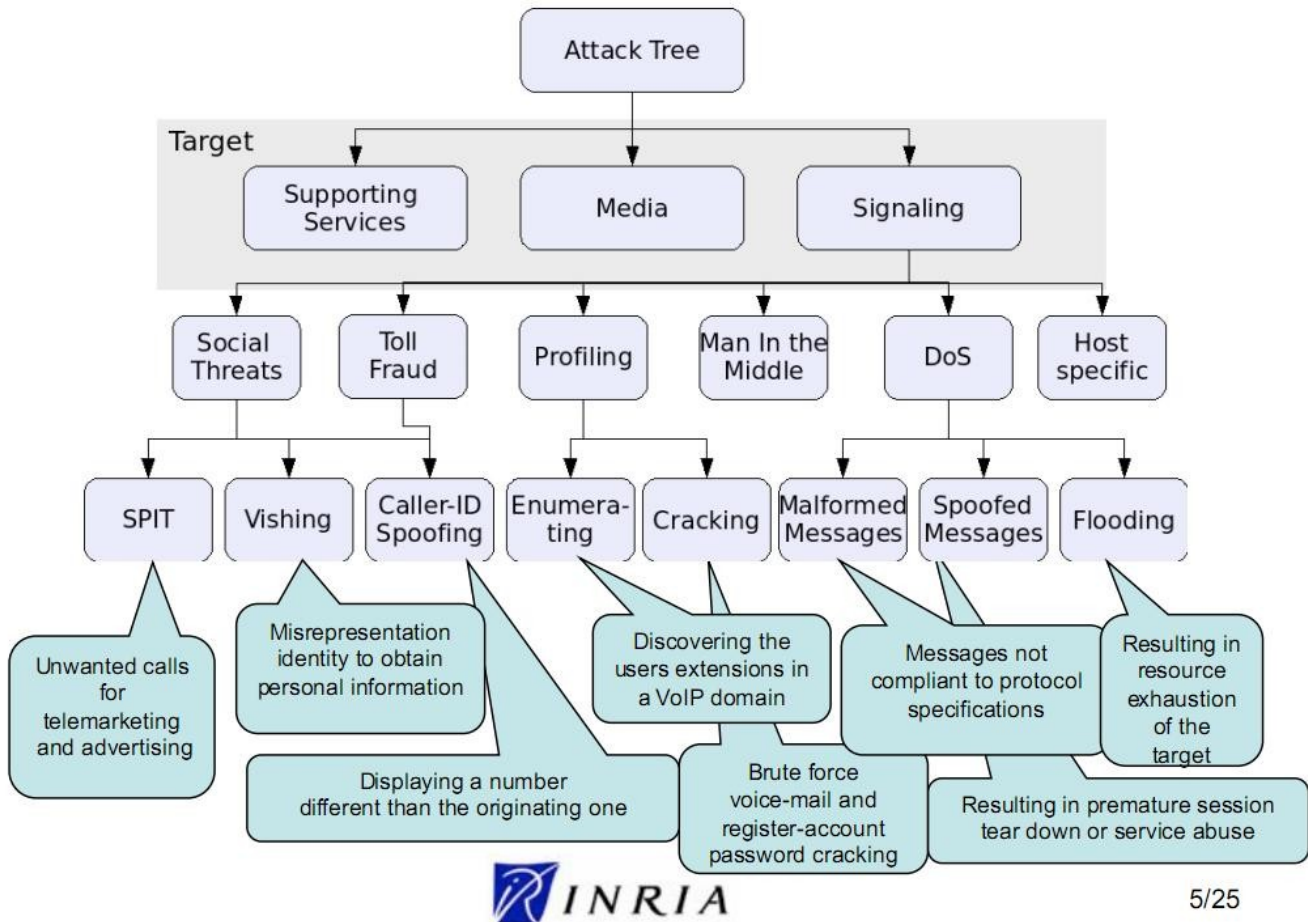 Attack Tree
Target
Supporting
Services
Media
Signaling
Social
Threats
Toll
Fraud
Profiling
Man In the
Middle
DoS
Host
specific
SPIT
Vishing
Caller-ID
Spoofing
Enumera-
ting
Cracking
Malformed
Messages
Spoofed
Messages
Flooding
Unwanted calls
for
telemarketing
and advertising
Misrepresentation
identity to obtain
personal information
Displaying a number
different than the originating one
Discovering the
users extensions in
a VoIP domain
Brute force
voice-mail and
register-account
password cracking
Messages not
compliant to protocol
specifications
Resulting in premature session
tear down or service abuse
Resulting in
resource
exhaustion
of the
target
INRIA
5/25